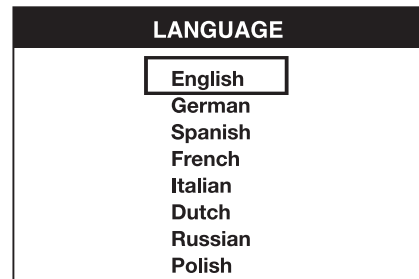 LANGUAGE
English
German
Spanish
French
Italian
Dutch
Russian
Polish